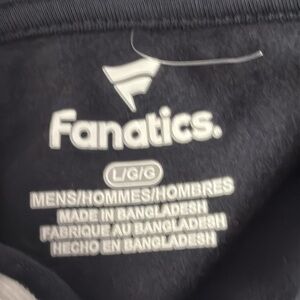 Fanatics.
L/G/G
MENS/HOMMES/HOMBRES
MADE IN BANGLADESH
FABRIQUE AU BANGLADESH
HECHO EN BANGLADESH